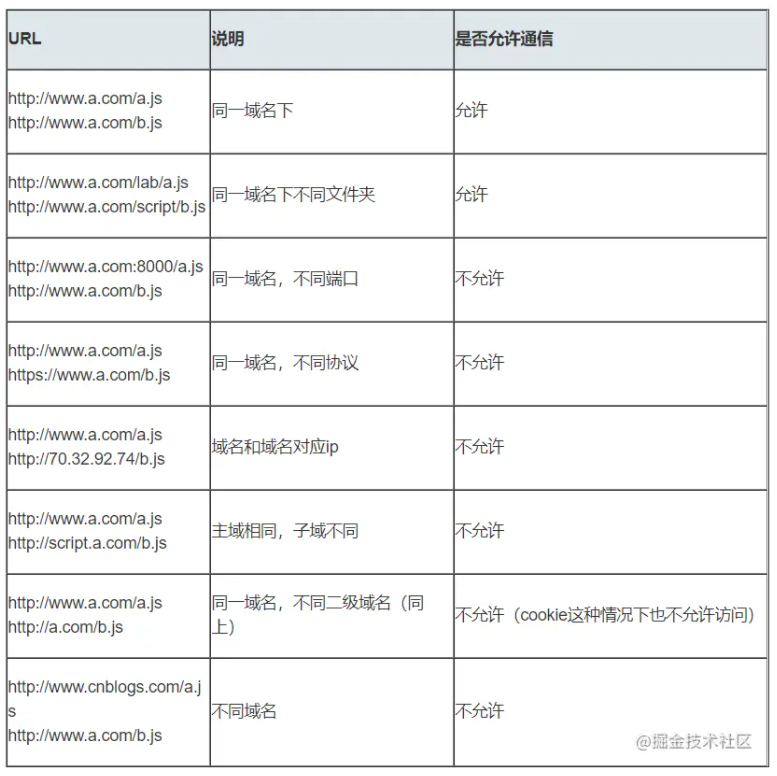 URL 说明 是否允许通信
http://www.a.com/a.js
http://www.a.com/b.js
同一域名下
允许
http://www.a.com/lab/a.js
http://www.a.com/script/b.js
同一域名下不同文件夹
允许
http://www.a.com:8000/a.js
http://www.a.com/b.js
同一域名，不同端口
不允许
http://www.a.com/a.js
https://www.a.com/b.js
同一域名，不同协议
不允许
http://www.a.com/a.js
http://70.32.92.74/b.js
域名和域名对应ip
不允许
http://www.a.com/a.js
http://script.a.com/b.js
主域相同，子域不同
不允许
http://www.a.com/a.js
http://a.com/b.js
同一域名，不同二级域名（同
上）
不允许（cookie这种情况下也不允许访问）
http://www.cnblogs.com/a.j
s
http://www.a.com/b.js
不同域名
不允许
@掘金技术社区